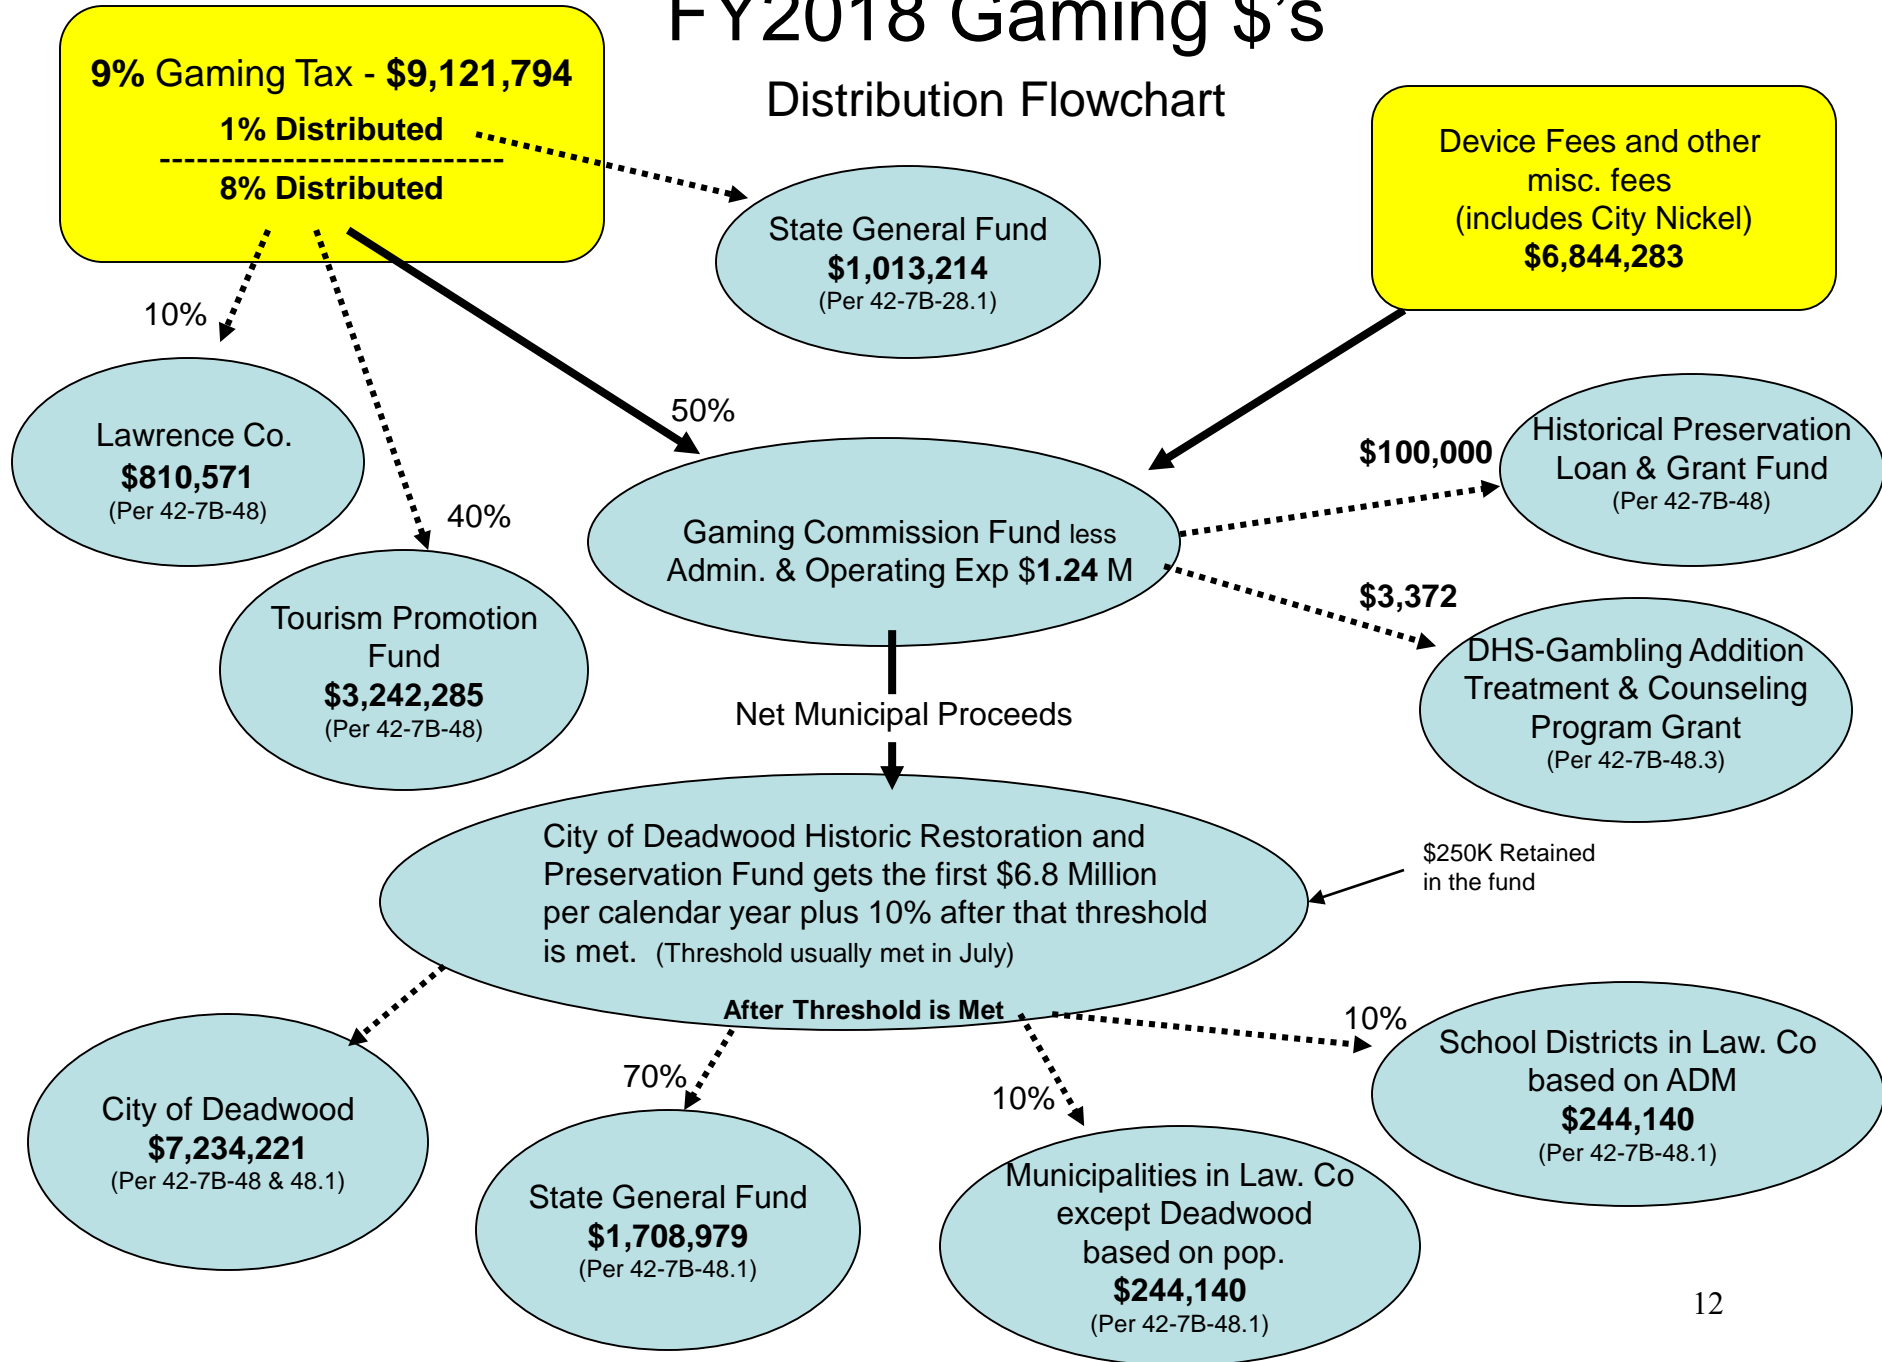 FY2018 Gaming $'s
Distribution Flowchart
9% Gaming Tax - $9,121,794
1% Distributed
----------------------------
8% Distributed
Device Fees and other
misc. fees
(includes City Nickel)
$6,844,283
State General Fund
$1,013,214
(Per 42-7B-28.1)
10%
50%
40%
Lawrence Co.
$810,571
(Per 42-7B-48)
Tourism Promotion
Fund
$3,242,285
(Per 42-7B-48)
Gaming Commission Fund less
Admin. & Operating Exp $1.24 M
$100,000
Historical Preservation
Loan & Grant Fund
(Per 42-7B-48)
$3,372
DHS-Gambling Addition
Treatment & Counseling
Program Grant
(Per 42-7B-48.3)
Net Municipal Proceeds
City of Deadwood Historic Restoration and
Preservation Fund gets the first $6.8 Million
per calendar year plus 10% after that threshold
is met. (Threshold usually met in July)
After Threshold is Met
$250K Retained
in the fund
City of Deadwood
$7,234,221
(Per 42-7B-48 & 48.1)
70%
State General Fund
$1,708,979
(Per 42-7B-48.1)
10%
Municipalities in Law. Co
except Deadwood
based on pop.
$244,140
(Per 42-7B-48.1)
10%
School Districts in Law. Co
based on ADM
$244,140
(Per 42-7B-48.1)
12